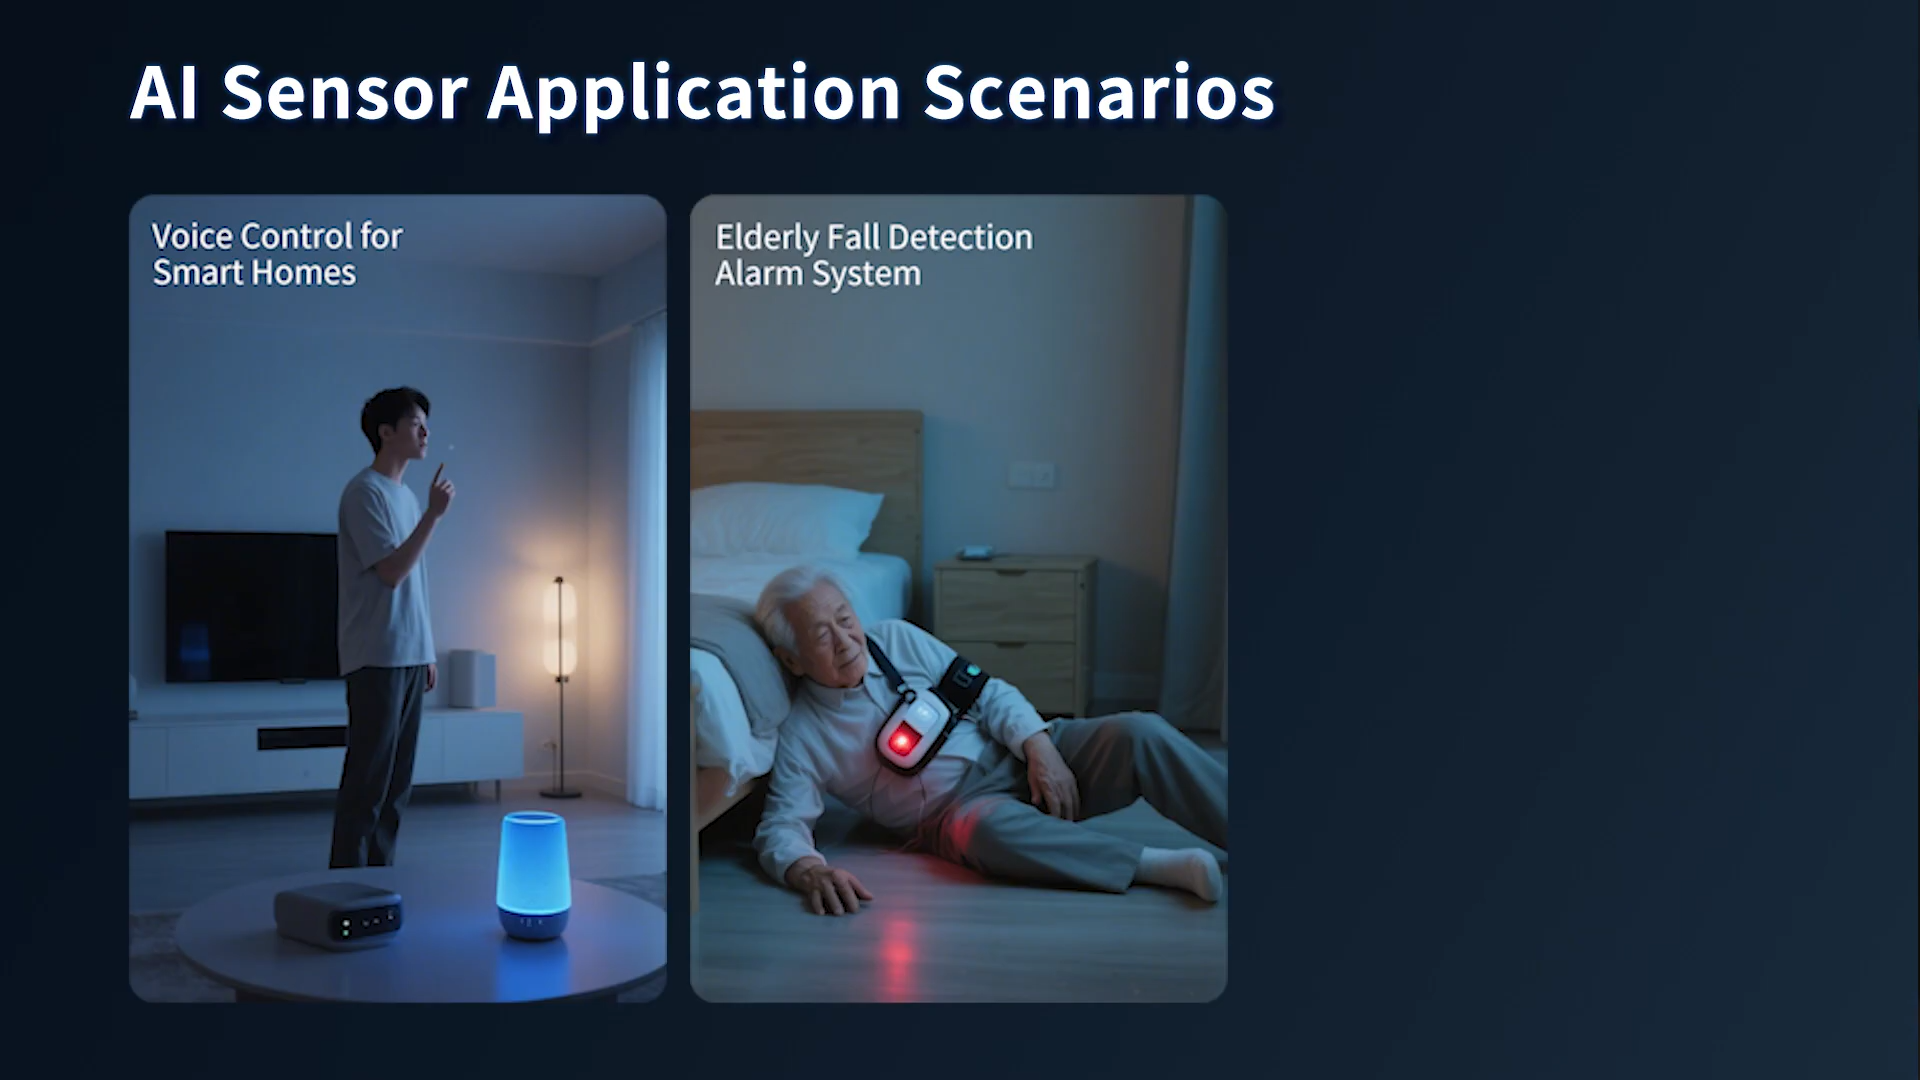 AI Sensor Application Scenarios
Voice Control for
Smart Homes
Elderly Fall Detection
Alarm System